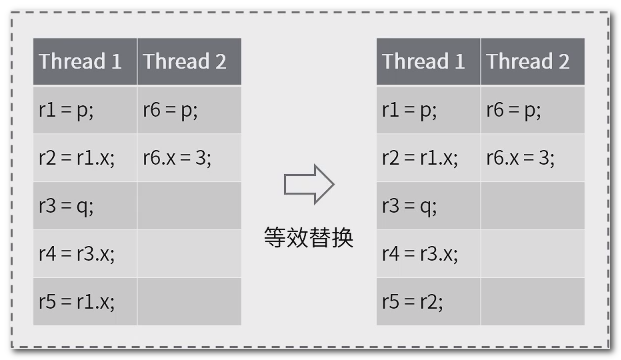 Thread 1 Thread 2
r1 = p; r6 = p;
r2 = r1.x; r6.x = 3;
r3 = q;
r4 = r3.x;
r5 = r1.x;
等效替换
Thread 1 Thread 2
r1 = p; r6 = p;
r2 = r1.x; r6.x = 3;
r3 = q;
r4 = r3.x;
r5 = r2;